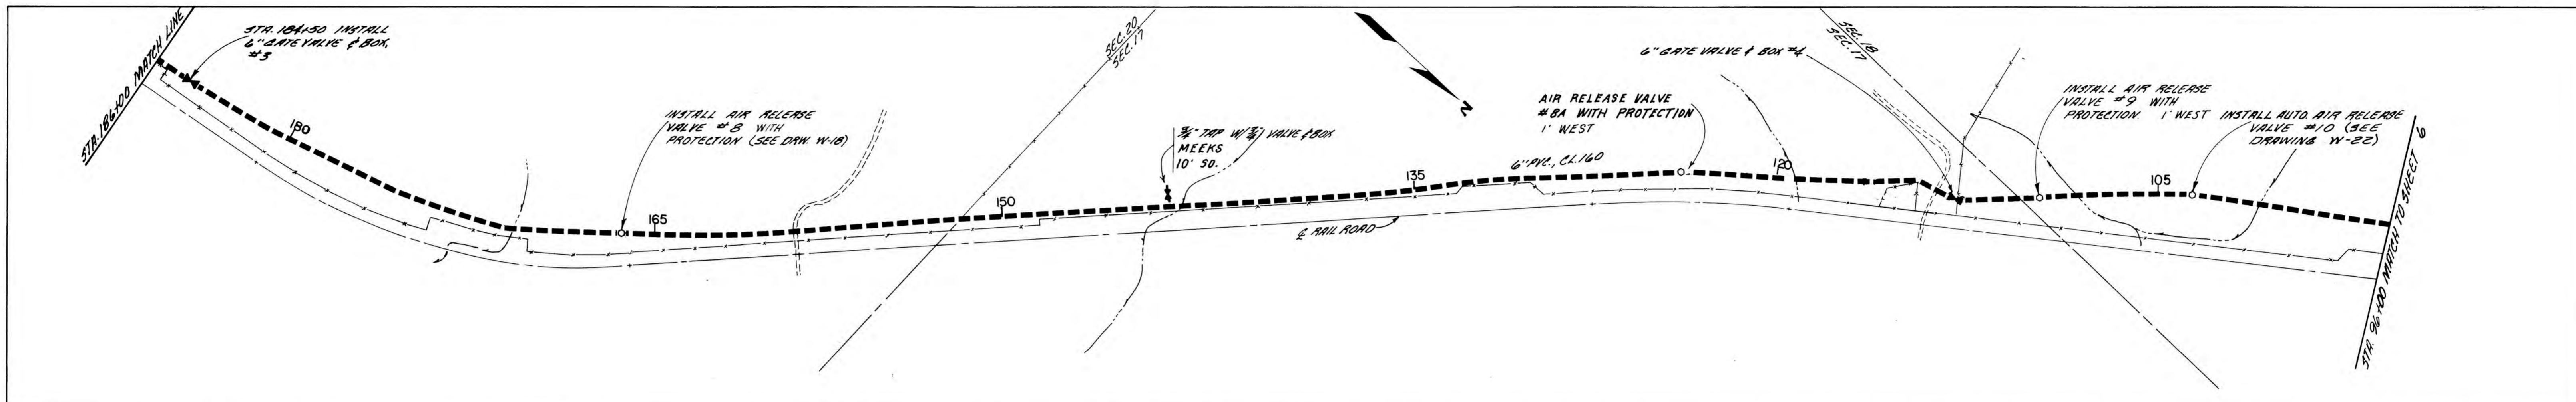 STA. 186+00 MATCH LINE
STA. 184+50 INSTALL
6" GATE VALVE & BOX,
#3
180
INSTALL AIR RELEASE
VALVE #8 WITH
PROTECTION (SEE DRW. W-18)
165
SEC. 20
SEC. 17
150
3/4" TAP W/ 3/4" VALVE & BOX
MEEKS
10' SO.
℄ RAIL ROAD
135
N
6" PVC., CL.160
AIR RELEASE VALVE
#8A WITH PROTECTION
1' WEST
120
6" GATE VALVE & BOX #4
SEC. 18
SEC. 17
INSTALL AIR RELEASE
VALVE #9 WITH
PROTECTION. 1' WEST
105
INSTALL AUTO. AIR RELEASE
VALVE #10 (SEE
DRAWING W-22)
STA. 96+00 MATCH TO SHEET 6